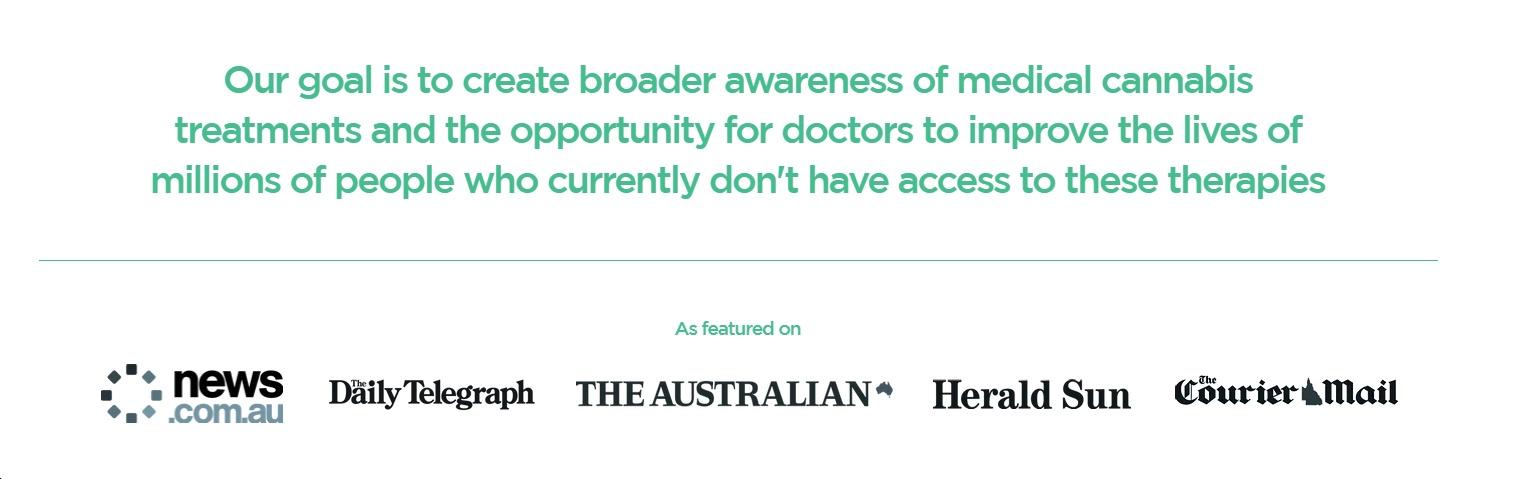 Our goal is to create broader awareness of medical cannabis
treatments and the opportunity for doctors to improve the lives of
millions of people who currently don't have access to these therapies
As featured on
news
.com.au
The Daily Telegraph
THE AUSTRALIAN
Herald Sun
The Courier Mail